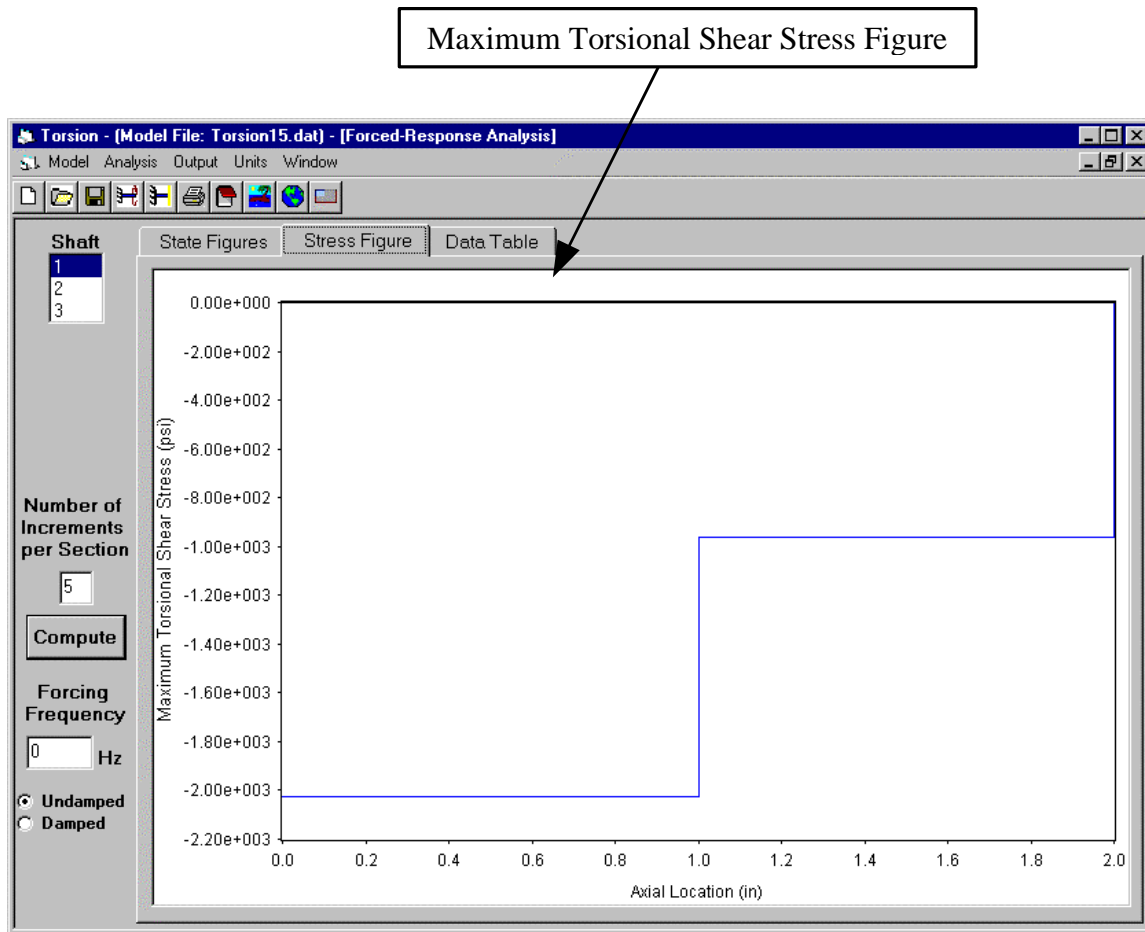 Maximum Torsional Shear Stress Figure
Torsion - (Model File: Torsion15.dat) - [Forced-Response Analysis]
Model Analysis Output Units Window
Shaft
1
2
3
Number of
Increments
per Section
5
Compute
Forcing
Frequency
0 Hz
Undamped
Damped
State Figures Stress Figure Data Table
Maximum Torsional Shear Stress (psi)
0.00e+000
-2.00e+002
-4.00e+002
-6.00e+002
-8.00e+002
-1.00e+003
-1.20e+003
-1.40e+003
-1.60e+003
-1.80e+003
-2.00e+003
-2.20e+003
0.0 0.2 0.4 0.6 0.8 1.0 1.2 1.4 1.6 1.8 2.0
Axial Location (in)